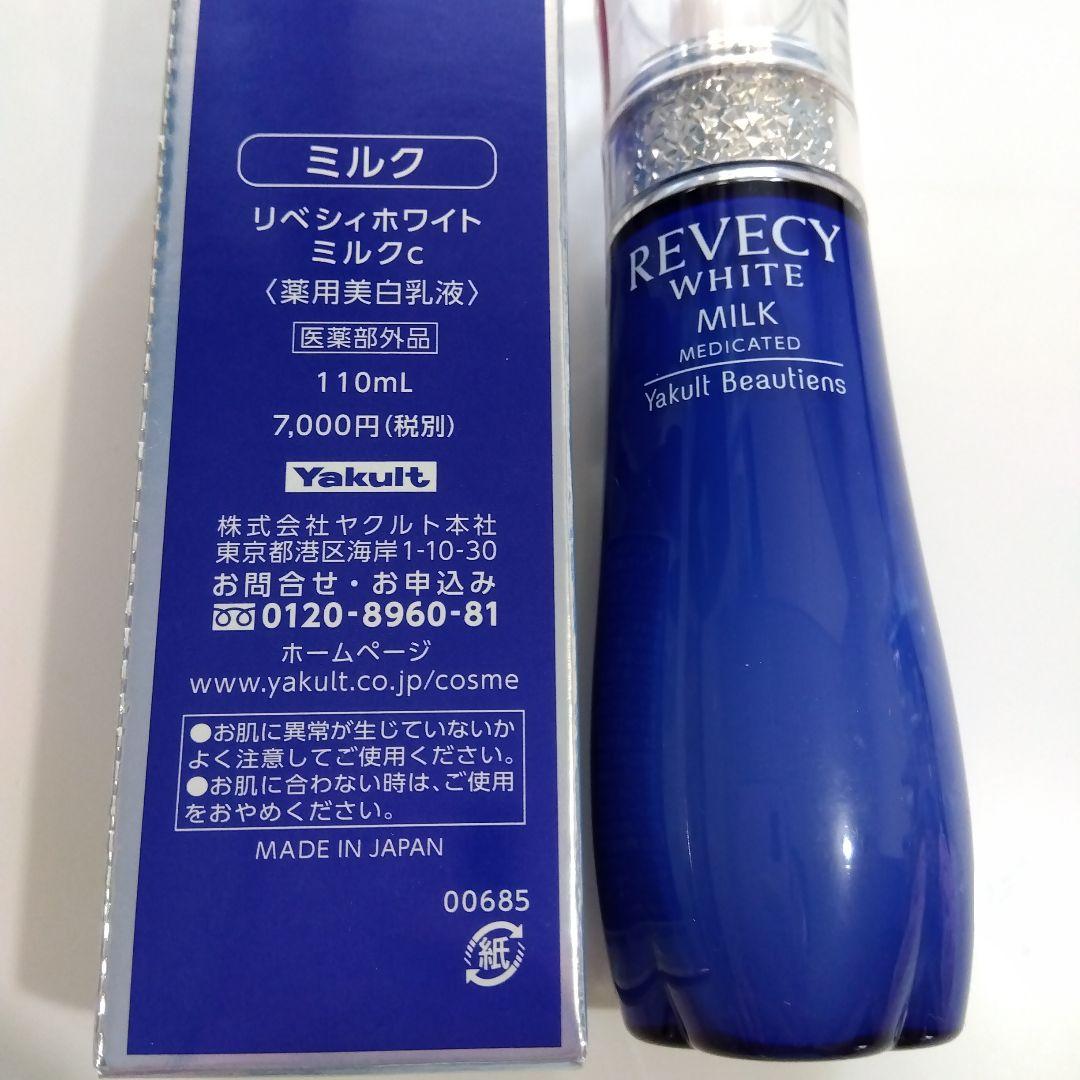 ミルク
リベシィホワイト
ミルクc
〈薬用美白乳液〉
医薬部外品
110mL
7,000円(税別)
Yakult
株式会社ヤクルト本社
東京都港区海岸1-10-30
お問合せ・お申込み
0120-8960-81
ホームページ
www.yakult.co.jp/cosme
●お肌に異常が生じていないか
よく注意してご使用ください。
●お肌に合わない時は、ご使用
をおやめください。
MADE IN JAPAN
00685
紙
REVECY
WHITE
MILK
MEDICATED
Yakult Beautiens